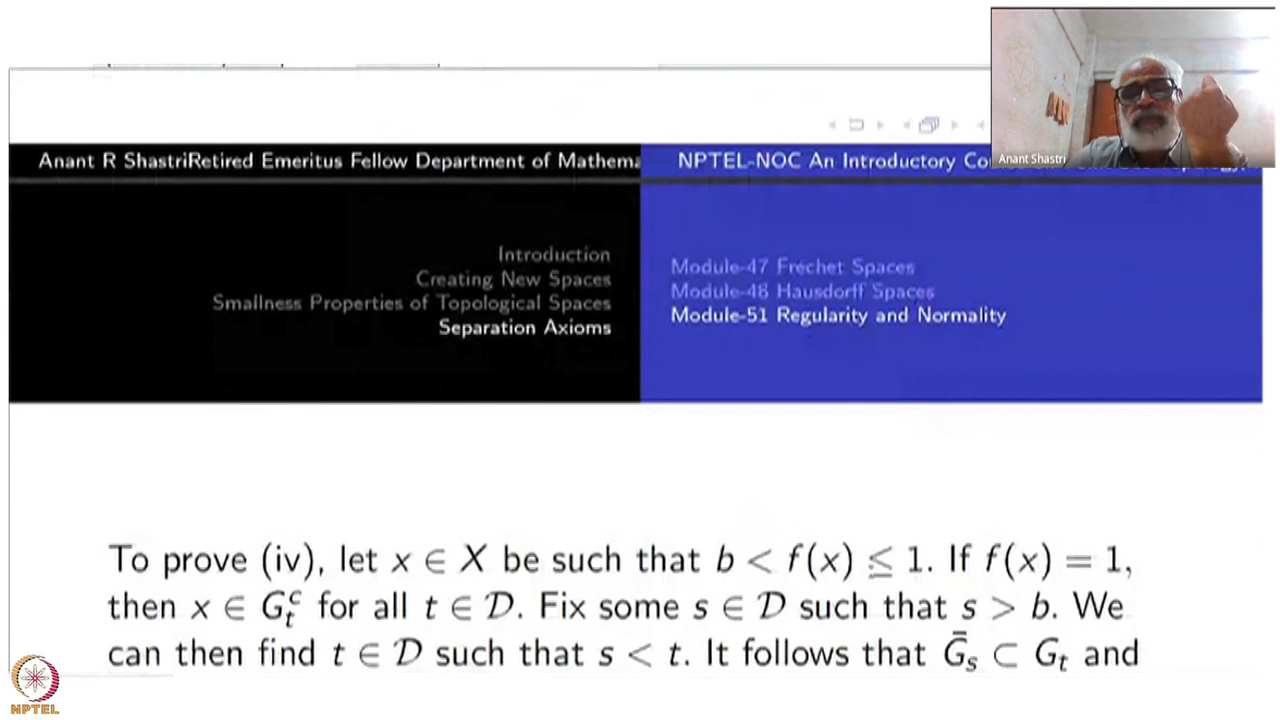 Anant Shastri
Anant R ShastriRetired Emeritus Fellow Department of Mathema
NPTEL-NOC An Introductory Co
Introduction
Creating New Spaces
Smallness Properties of Topological Spaces
Separation Axioms
Module-47 Frechet Spaces
Module-48 Hausdorff Spaces
Module-51 Regularity and Normality
To prove (iv), let x ∈ X be such that b < f(x) ≤ 1. If f(x) = 1,
then x ∈ G_t^c for all t ∈ 𝒟. Fix some s ∈ 𝒟 such that s > b. We
can then find t ∈ 𝒟 such that s < t. It follows that Ḡ_s ⊂ G_t and
NPTEL